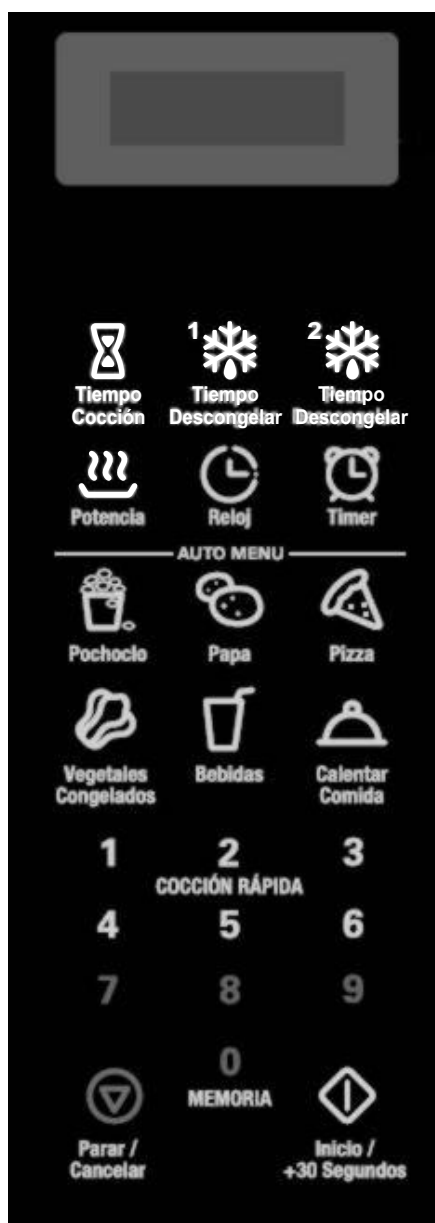 1 2
Tiempo Tiempo Tiempo
Cocción Descongelar Descongelar
Potencia Reloj Timer
AUTO MENU
Pochoclo Papa Pizza
Vegetales Bebidas Calentar
Congelados Comida
1 2 3
COCCIÓN RÁPIDA
4 5 6
7 8 9
0
MEMORIA
Parar / Inicio /
Cancelar +30 Segundos